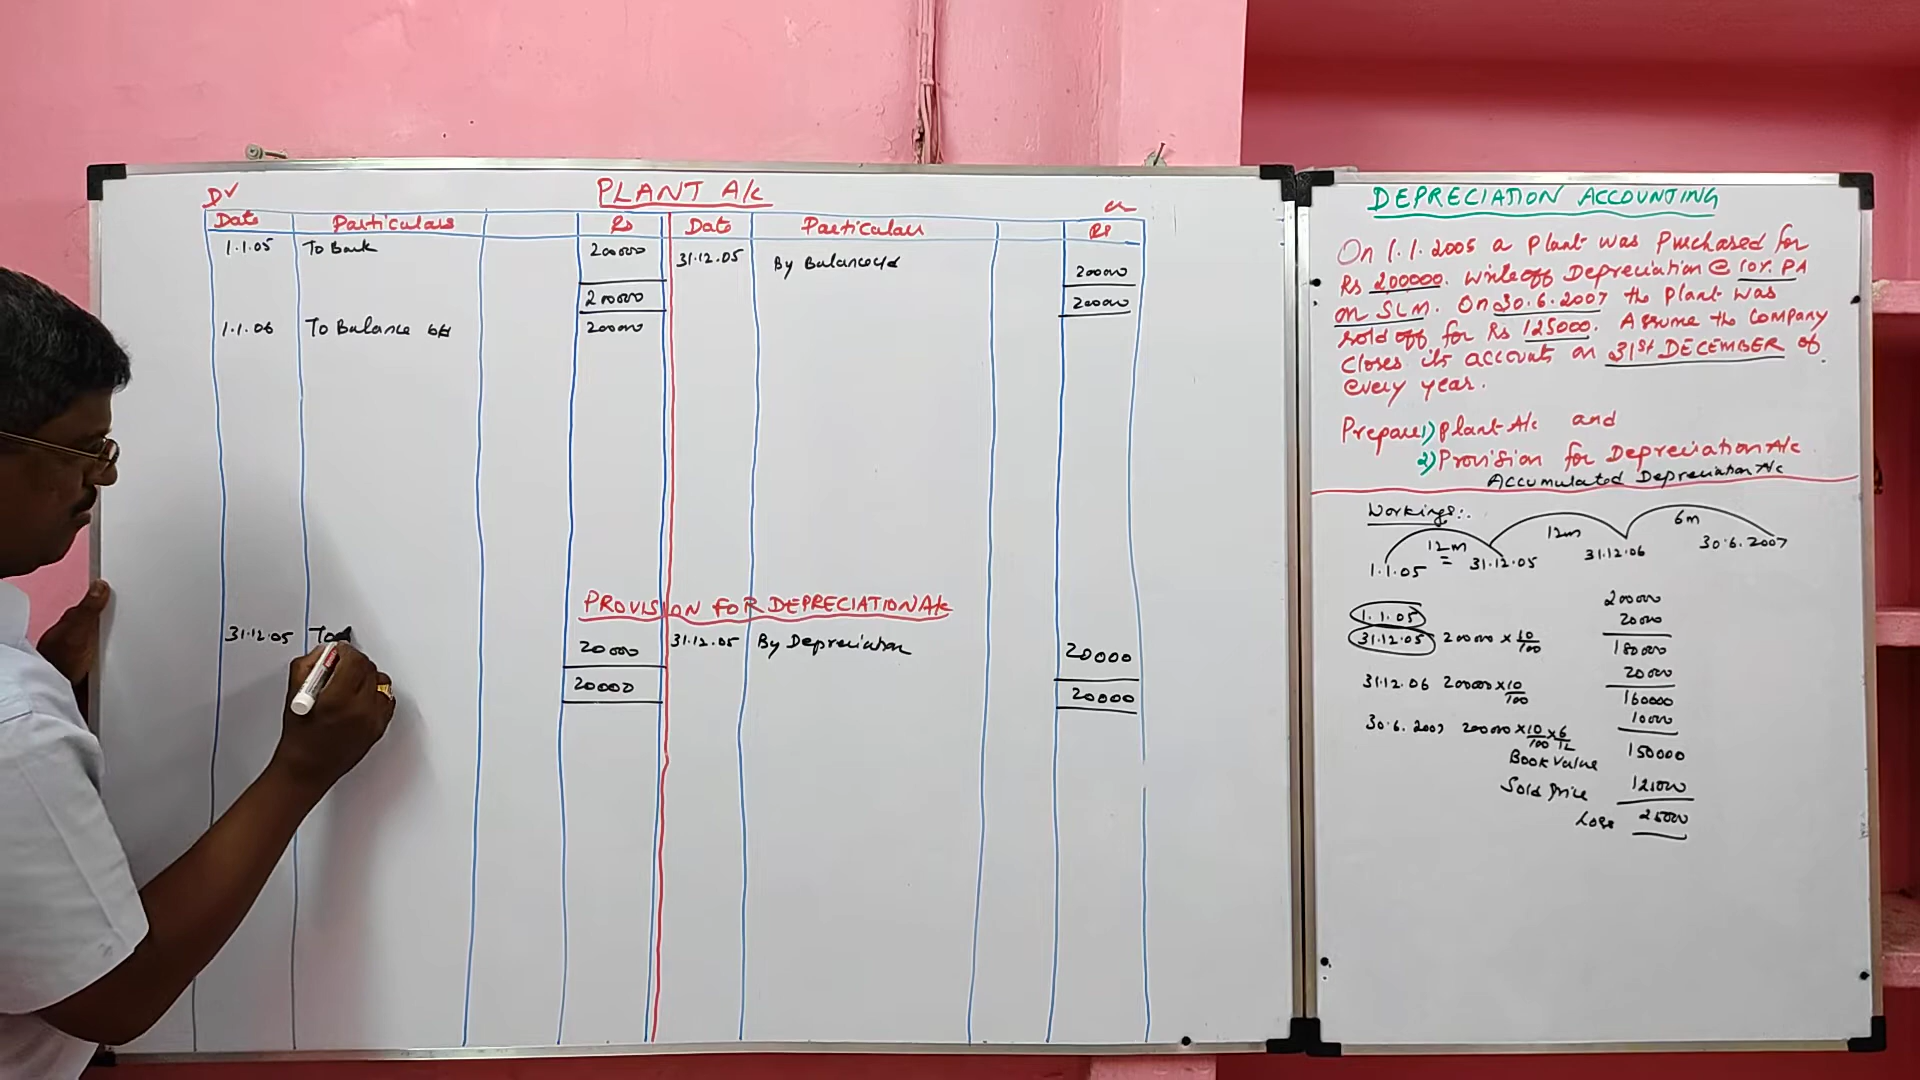 PLANT A/c
Dr Cr
Date Particulars Rs Date Particulars Rs
1.1.05 To Bank 200000 31.12.05 By Balance c/d 200000
200000 200000
1.1.06 To Balance b/d 200000
PROVISION FOR DEPRECIATION A/c
31.12.05 To 20000 31.12.05 By Depreciation 20000
20000 20000
DEPRECIATION ACCOUNTING
On 1.1.2005 a Plant was Purchased for
Rs 200000. Write off Depreciation @ 10% PA
on SLM. On 30.6.2007 the Plant was
sold off for Rs 125000. Assume the Company
closes its accounts on 31st DECEMBER of
every year.
Prepare 1) Plant A/c and
2) Provision for Depreciation A/c
Accumulated Depreciation A/c
Workings:-
12m 12m 6m
1.1.05 31.12.05 31.12.06 30.6.2007
200000
1.1.05 20000
31.12.05 200000 × 10/100 180000
20000
31.12.06 200000 × 10/100 160000
10000
30.6.2007 200000 × 10/100 × 6/12
Book Value 150000
Sold Price 125000
Loss 25000